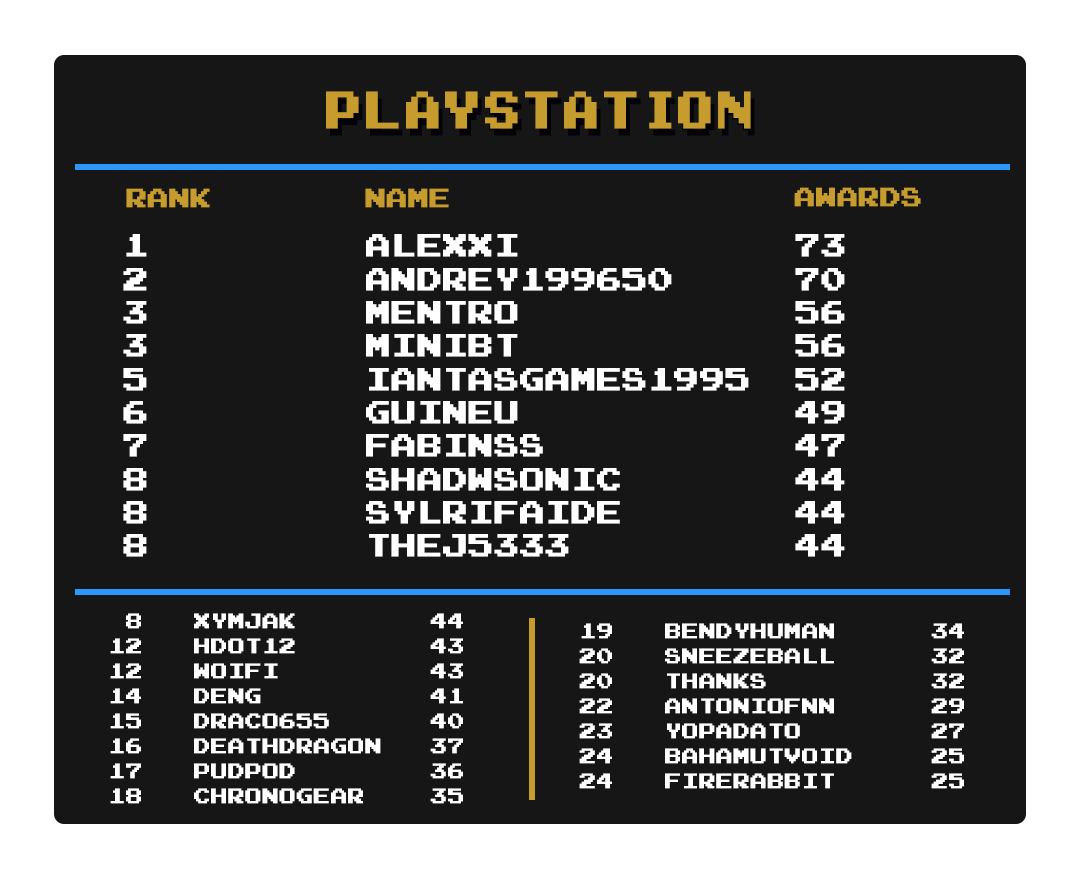 PLAYSTATION
RANK NAME AWARDS
1 ALEXXI 73
2 ANDREY199650 70
3 MENTRO 56
3 MINIBT 56
5 IANTASGAMES1995 52
6 GUINEU 49
7 FABINSS 47
8 SHADWSONIC 44
8 SYLRIFAIDE 44
8 THEJ5333 44
8 XYMJAK 44
12 HDOT12 43
12 WOIFI 43
14 DENG 41
15 DRACO655 40
16 DEATHDRAGON 37
17 PUDPOD 36
18 CHRONOGEAR 35
19 BENDYHUMAN 34
20 SNEEZEBALL 32
20 THANKS 32
22 ANTONIOFNN 29
23 YOPADATO 27
24 BAHAMUTVOID 25
24 FIRERABBIT 25